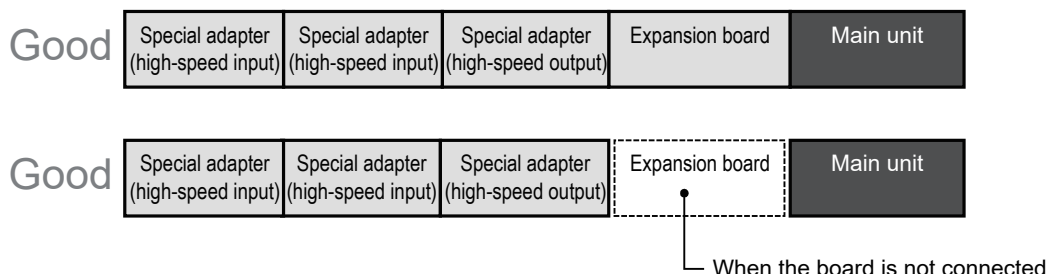 Good
Special adapter
(high-speed input)
Special adapter
(high-speed input)
Special adapter
(high-speed output)
Expansion board
Main unit
Good
Special adapter
(high-speed input)
Special adapter
(high-speed input)
Special adapter
(high-speed output)
Expansion board
Main unit
When the board is not connected